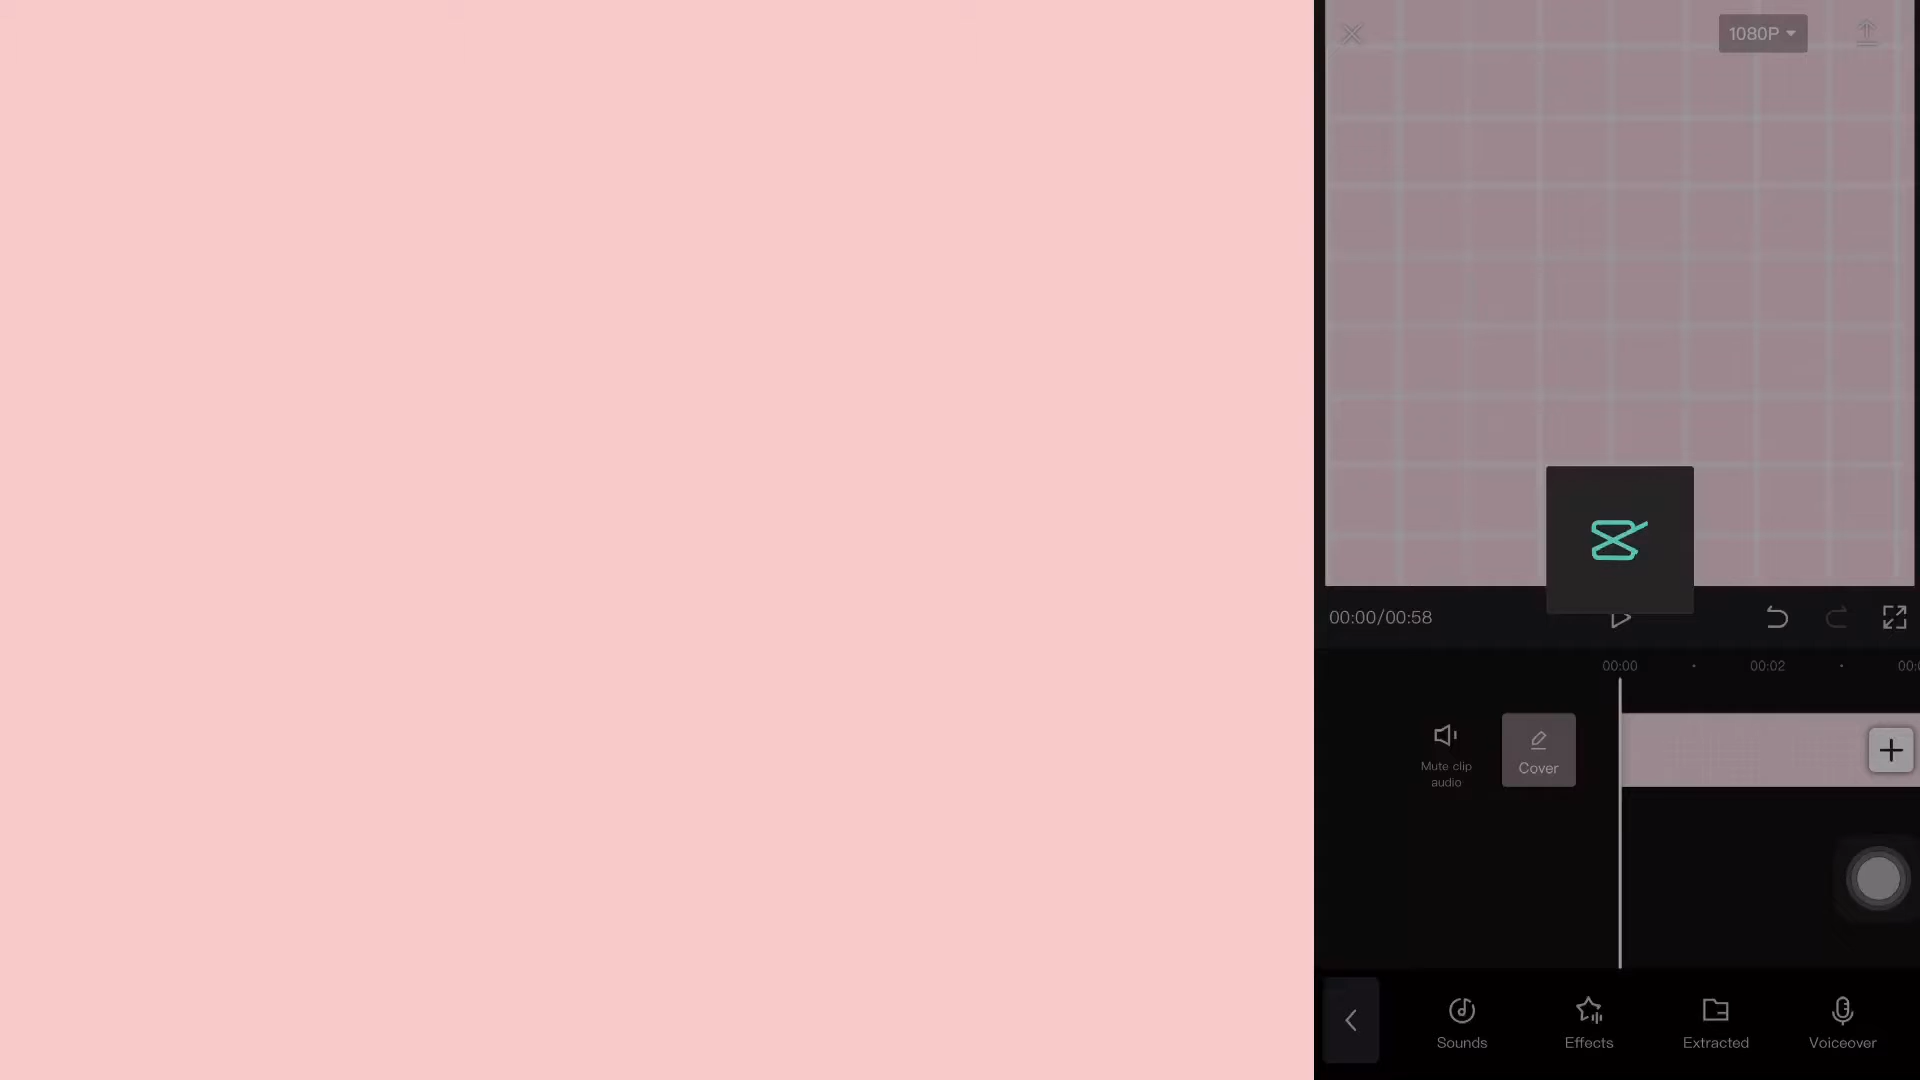 1080P
00:00/00:58
00:00
00:02
Mute clip
audio
Cover
Sounds
Effects
Extracted
Voiceover